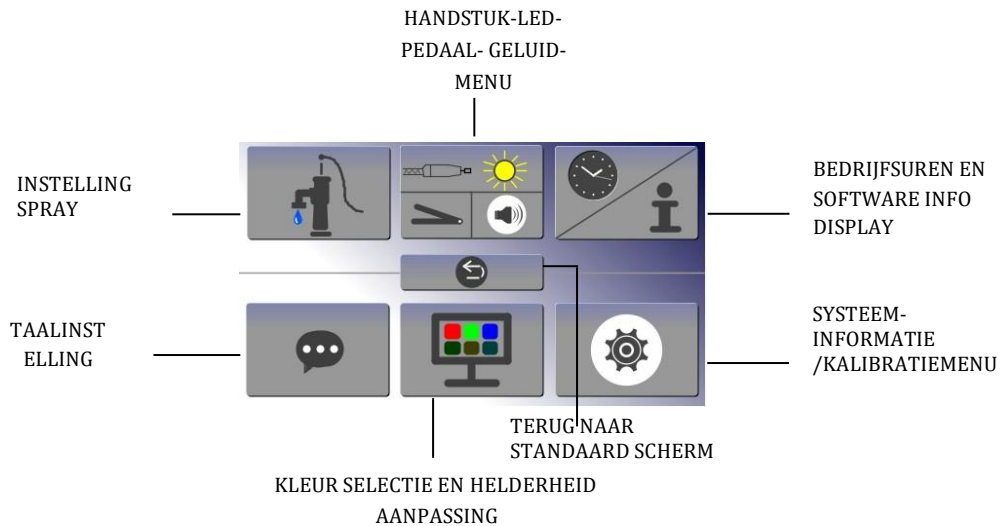 HANDSTUK-LED-
PEDAAL- GELUID-
MENU
INSTELLING
SPRAY
BEDRIJFSUREN EN
SOFTWARE INFO
DISPLAY
TAALINST
ELLING
SYSTEEM-
INFORMATIE
/KALIBRATIEMENU
TERUG NAAR
STANDAARD SCHERM
KLEUR SELECTIE EN HELDERHEID
AANPASSING